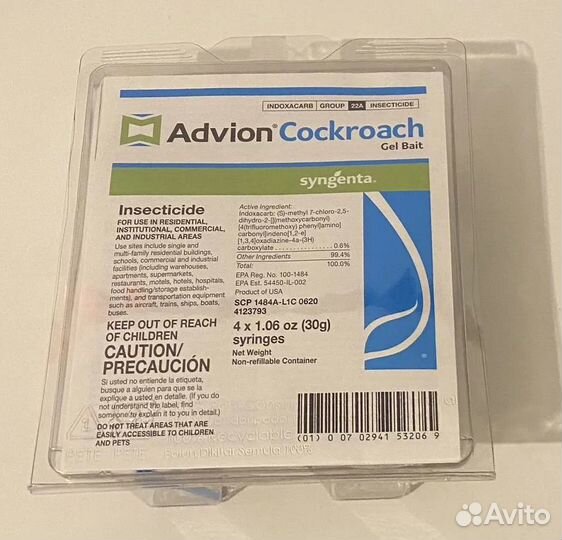 INDOXACARB GROUP 22A INSECTICIDE
Advion® Cockroach
Gel Bait
syngenta®
Insecticide
FOR USE IN RESIDENTIAL,
INSTITUTIONAL, COMMERCIAL,
AND INDUSTRIAL AREAS
Use sites include single and
multi-family residential buildings,
schools, commercial and industrial
facilities (including warehouses,
apartments, supermarkets,
restaurants, motels, hotels, hospitals,
food handling/storage establish-
ments), and transportation equipment
such as aircraft, trains, ships, boats,
buses.
KEEP OUT OF REACH
OF CHILDREN
CAUTION/
PRECAUCIÓN
Si usted no entiende la etiqueta,
busque a alguien para que se la
explique a usted en detalle. (If you do
not understand the label, find
someone to explain it to you in detail.)
DO NOT TREAT AREAS THAT ARE
EASILY ACCESSIBLE TO CHILDREN
AND PETS
Active Ingredient:
Indoxacarb: (S)-methyl 7-chloro-2,5-
dihydro-2-[[(methoxycarbonyl)
[4(trifluoromethoxy) phenyl]amino]
carbonyl]indeno[1,2-e]
[1,3,4]oxadiazine-4a-(3H)
carboxylate 0.6%
Other Ingredients 99.4%
Total: 100.0%
EPA Reg. No. 100-1484
EPA Est. 54450-IL-002
Product of USA
SCP 1484A-L1C 0620
4123793
4 x 1.06 oz (30g)
syringes
Net Weight
Non-refillable Container
(01) 0 07 02941 53206 9
1
PETE PETE
Avito